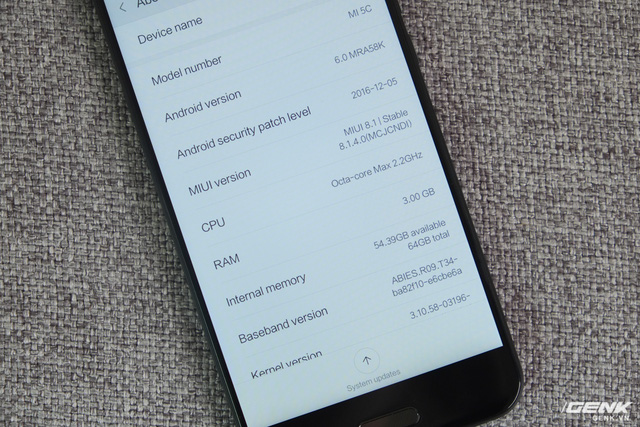 Abo
Device name
Model number MI 5C
Android version 6.0 MRA58K
Android security patch level 2016-12-05
MIUI version MIUI 8.1 | Stable
8.1.4.0(MCJCNDI)
CPU Octa-core Max 2.2GHz
RAM 3.00 GB
Internal memory 54.39GB available
64GB total
Baseband version ABIES.R09.T34-
ba82f10-e6cbe6a
Kernel version 3.10.58-03196-
System updates
GENK
GENK.VN